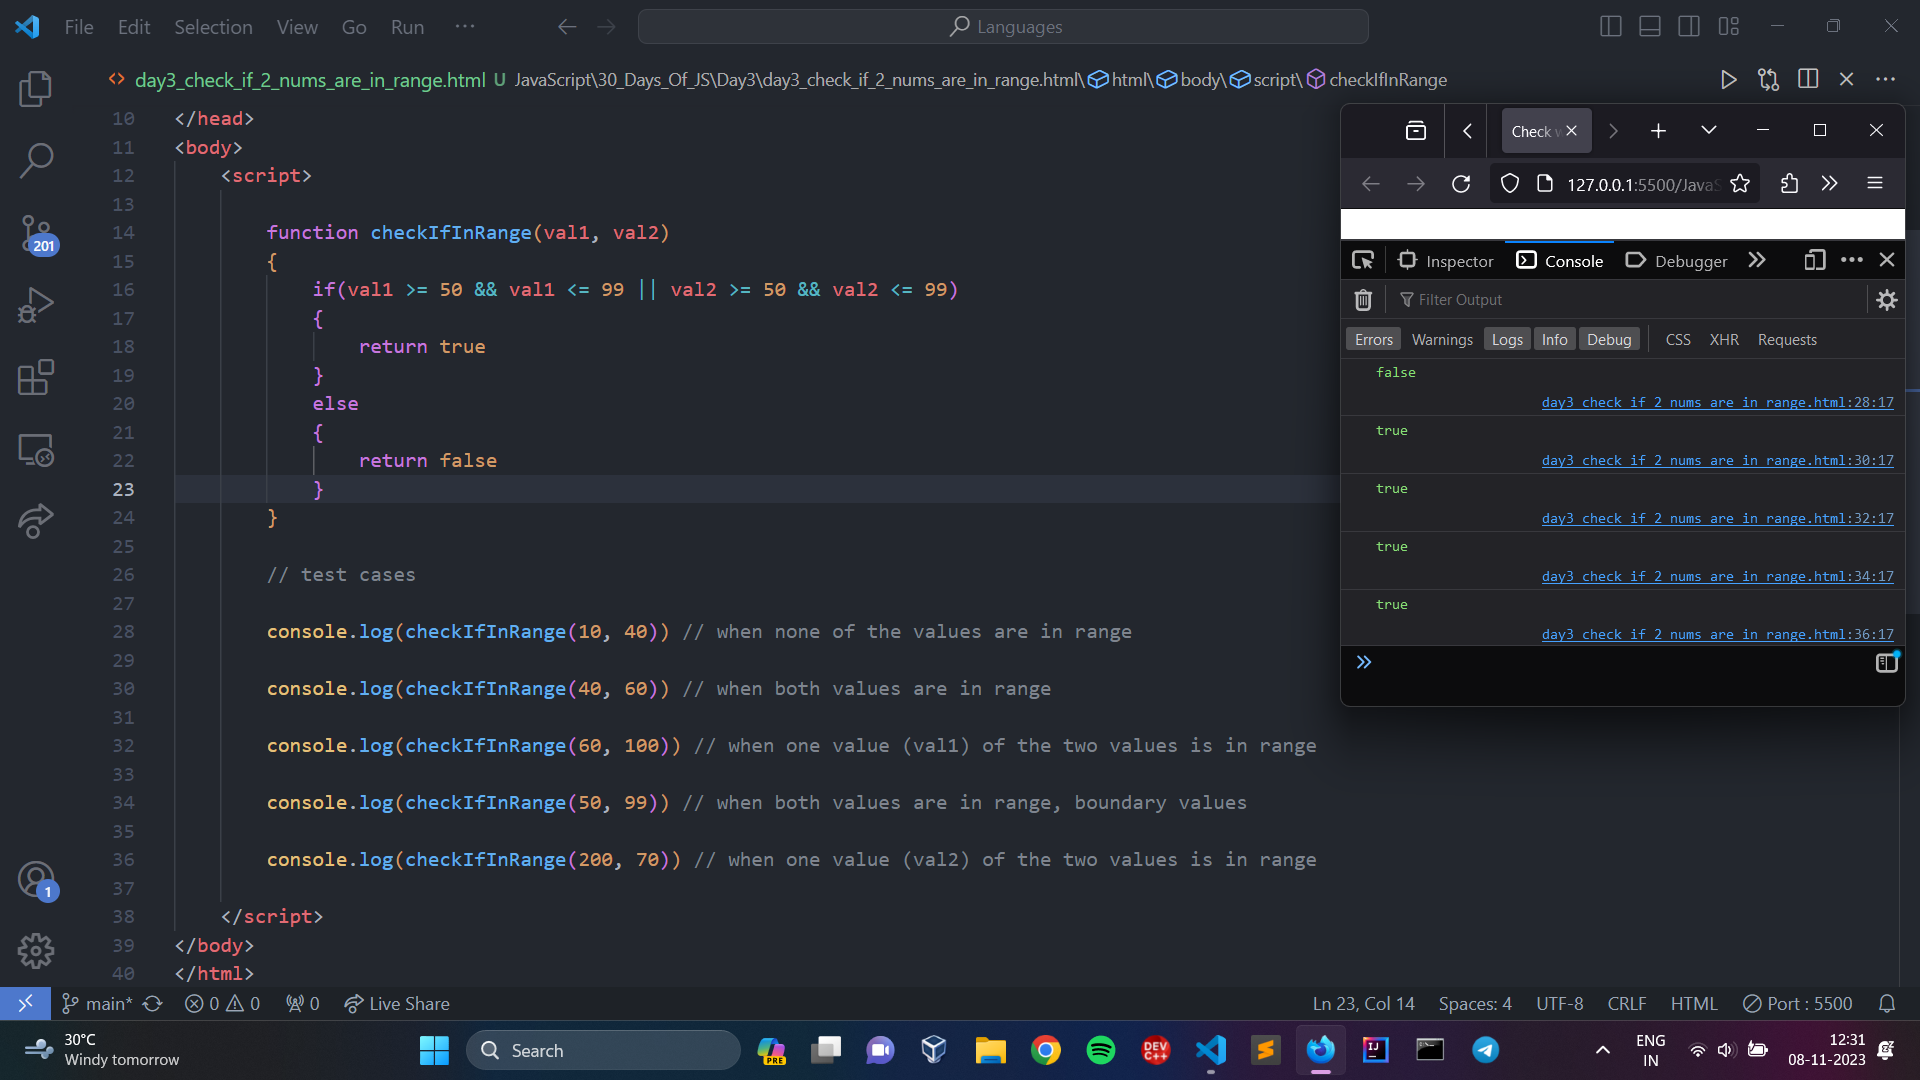 File Edit Selection View Go Run ··· Languages
day3_check_if_2_nums_are_in_range.html U JavaScript\30_Days_Of_JS\Day3\day3_check_if_2_nums_are_in_range.html\html\body\script\checkIfInRange
10 </head>
11 <body>
12 <script>
13
14 function checkIfInRange(val1, val2)
15 {
16 if(val1 >= 50 && val1 <= 99 || val2 >= 50 && val2 <= 99)
17 {
18 return true
19 }
20 else
21 {
22 return false
23 }
24 }
25
26 // test cases
27
28 console.log(checkIfInRange(10, 40)) // when none of the values are in range
29
30 console.log(checkIfInRange(40, 60)) // when both values are in range
31
32 console.log(checkIfInRange(60, 100)) // when one value (val1) of the two values is in range
33
34 console.log(checkIfInRange(50, 99)) // when both values are in range, boundary values
35
36 console.log(checkIfInRange(200, 70)) // when one value (val2) of the two values is in range
37
38 </script>
39 </body>
40 </html>
201
1
Check w
127.0.0.1:5500/JavaS
Inspector Console Debugger
Filter Output
Errors Warnings Logs Info Debug CSS XHR Requests
false
day3_check_if_2_nums_are_in_range.html:28:17
true
day3_check_if_2_nums_are_in_range.html:30:17
true
day3_check_if_2_nums_are_in_range.html:32:17
true
day3_check_if_2_nums_are_in_range.html:34:17
true
day3_check_if_2_nums_are_in_range.html:36:17
main* 0 0 0 Live Share Ln 23, Col 14 Spaces: 4 UTF-8 CRLF HTML Port : 5500
30°C
Windy tomorrow
Search
PRE
DEV C++
IJ
ENG
IN
12:31
08-11-2023